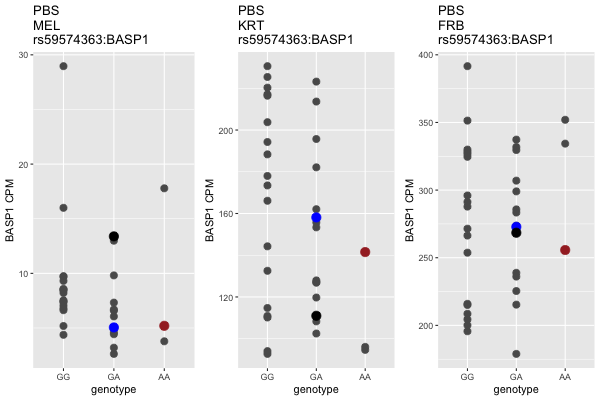 PBS
MEL
rs59574363:BASP1
30
20
10
BASP1 CPM
GG GA AA
genotype
PBS
KRT
rs59574363:BASP1
200
160
120
BASP1 CPM
GG GA AA
genotype
PBS
FRB
rs59574363:BASP1
400
350
300
250
200
BASP1 CPM
GG GA AA
genotype